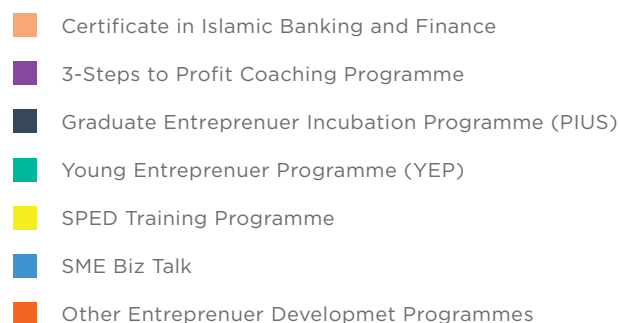 Certificate in Islamic Banking and Finance
3-Steps to Profit Coaching Programme
Graduate Entreprenuer Incubation Programme (PIUS)
Young Entreprenuer Programme (YEP)
SPED Training Programme
SME Biz Talk
Other Entreprenuer Developmet Programmes